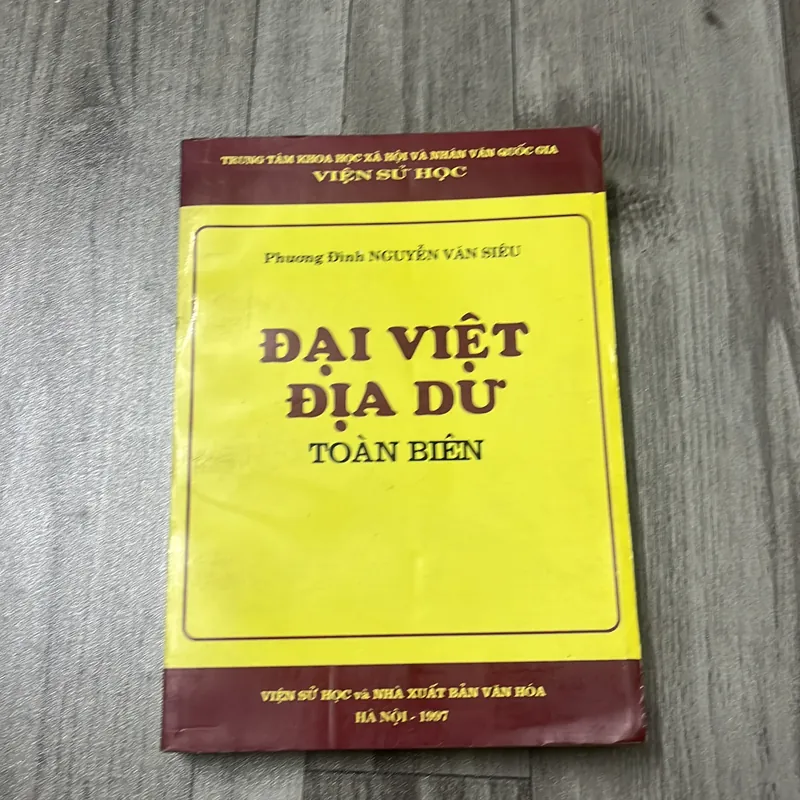 TRUNG TÂM KHOA HỌC XÃ HỘI VÀ NHÂN VĂN QUỐC GIA
VIỆN SỬ HỌC
Phương Đình NGUYỄN VĂN SIÊU
ĐẠI VIỆT
ĐỊA DƯ
TOÀN BIÊN
VIỆN SỬ HỌC và NHÀ XUẤT BẢN VĂN HÓA
HÀ NỘI - 1997